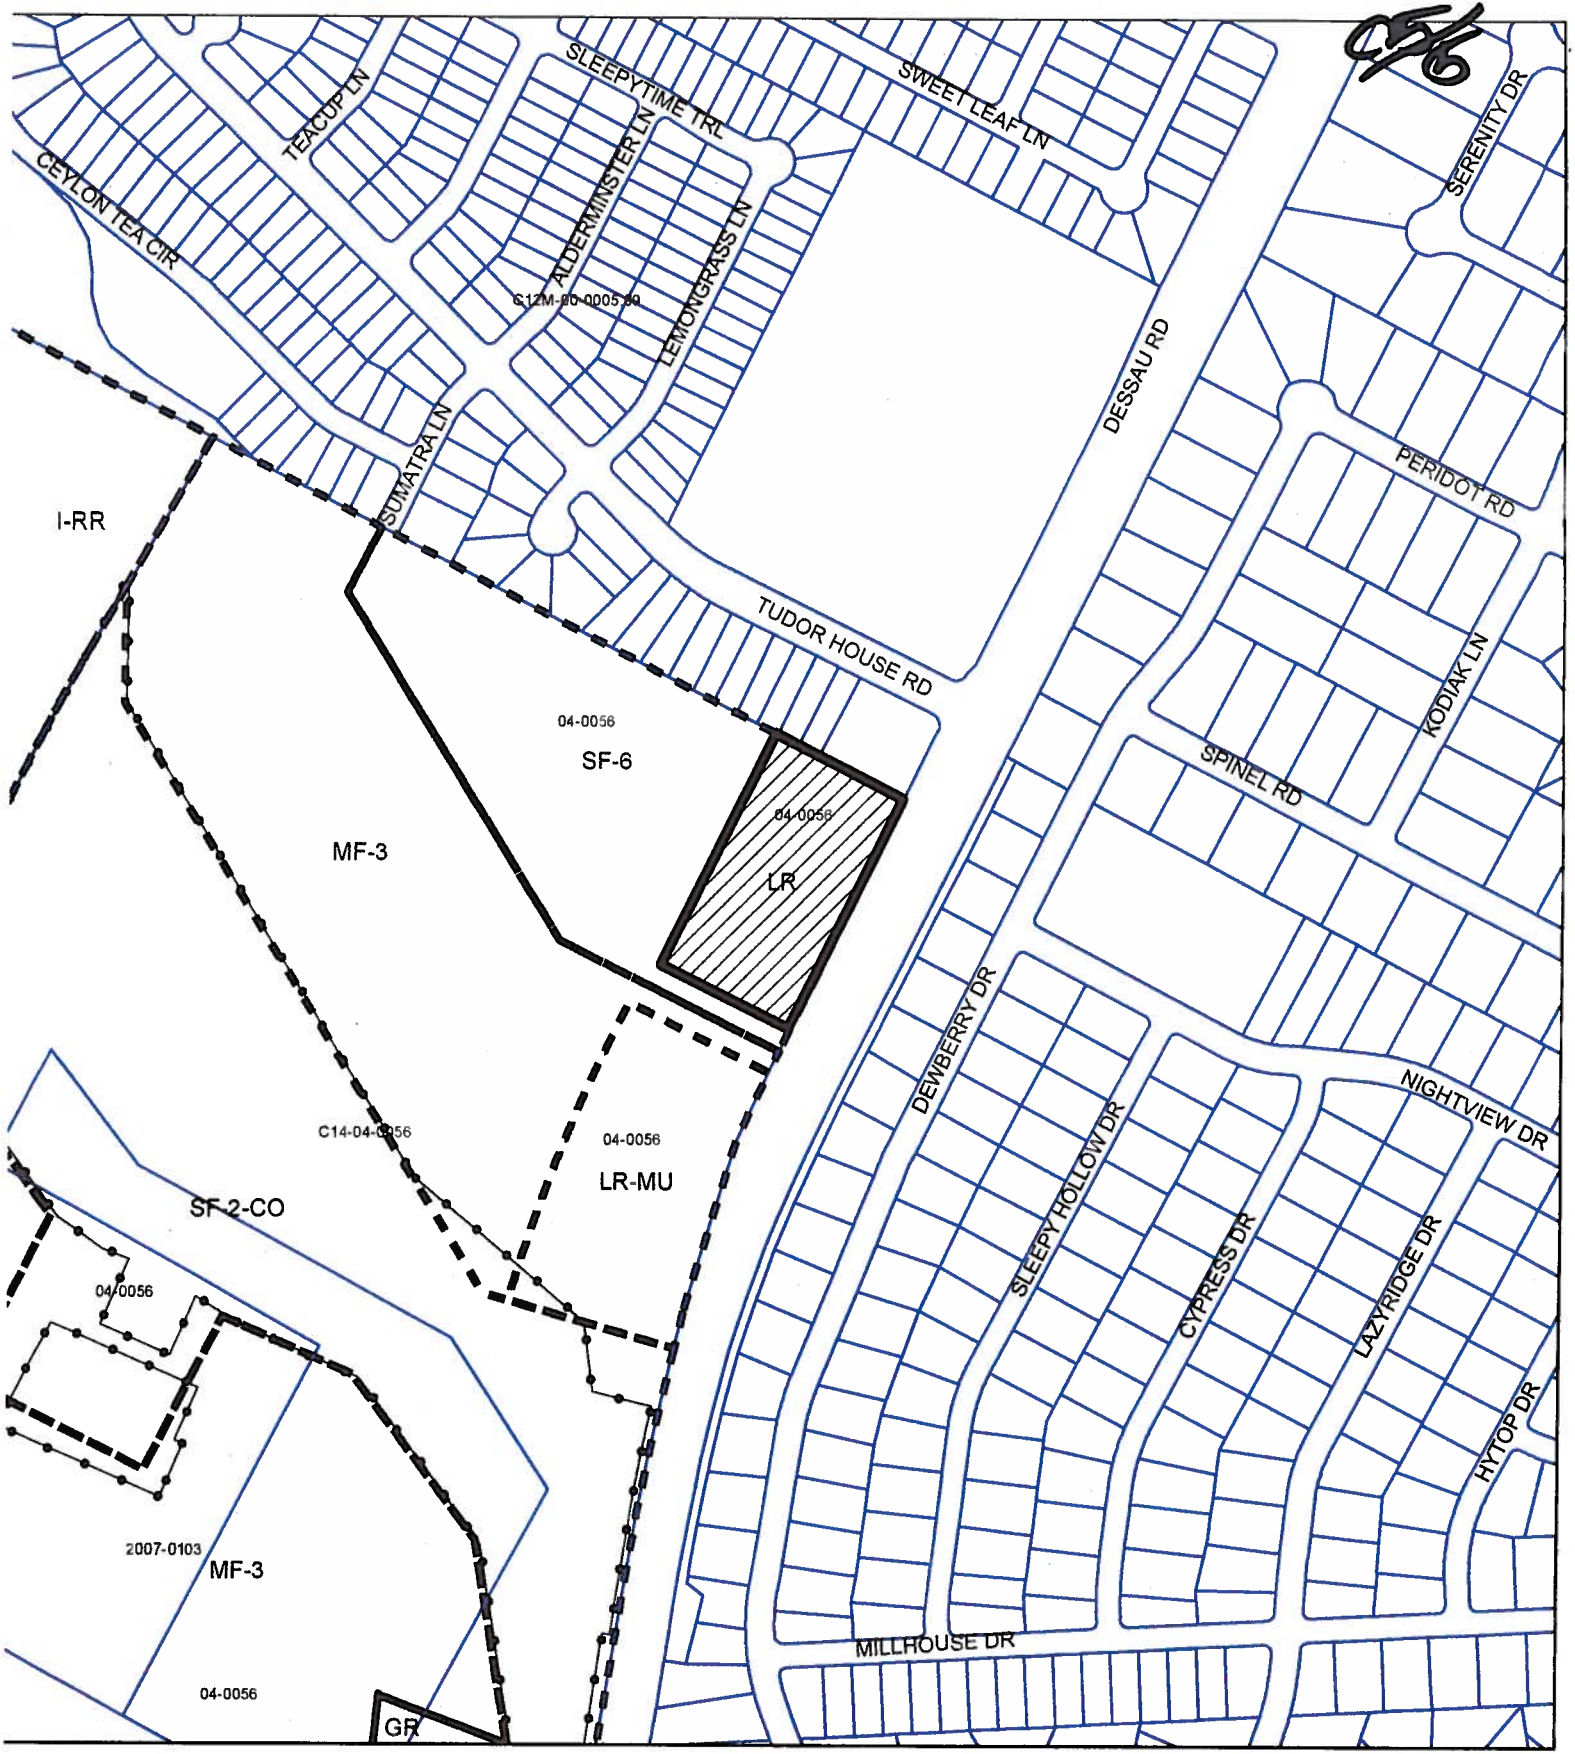 C5/6
SLEEPYTIME TRL
SWEET LEAF LN
TEACUP LN
SERENITY DR
CEYLON TEA CIR
ALDERMINSTER LN
LEMONGRASS LN
DESSAU RD
SUMATRA LN
PERIDOT RD
I-RR
TUDOR HOUSE RD
KODIAK LN
04-0056
SF-6
SPINEL RD
04-0056
LR
MF-3
DEWBERRY DR
NIGHTVIEW DR
C14-04-0056
04-0056
LR-MU
SLEEPY HOLLOW DR
SF-2-CO
CYPRESS DR
LAZYRIDGE DR
04-0056
HYTOP DR
2007-0103
MF-3
MILLHOUSE DR
04-0056
GR